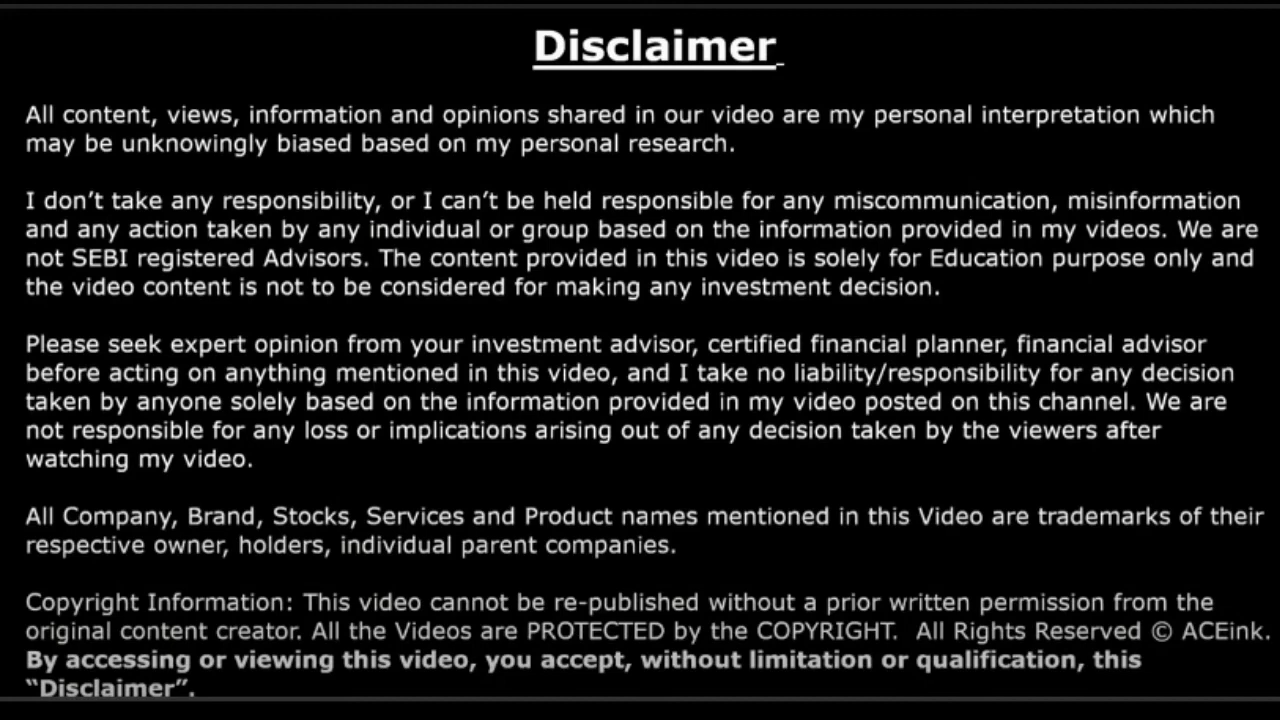 Disclaimer
All content, views, information and opinions shared in our video are my personal interpretation which
may be unknowingly biased based on my personal research.
I don’t take any responsibility, or I can’t be held responsible for any miscommunication, misinformation
and any action taken by any individual or group based on the information provided in my videos. We are
not SEBI registered Advisors. The content provided in this video is solely for Education purpose only and
the video content is not to be considered for making any investment decision.
Please seek expert opinion from your investment advisor, certified financial planner, financial advisor
before acting on anything mentioned in this video, and I take no liability/responsibility for any decision
taken by anyone solely based on the information provided in my video posted on this channel. We are
not responsible for any loss or implications arising out of any decision taken by the viewers after
watching my video.
All Company, Brand, Stocks, Services and Product names mentioned in this Video are trademarks of their
respective owner, holders, individual parent companies.
Copyright Information: This video cannot be re-published without a prior written permission from the
original content creator. All the Videos are PROTECTED by the COPYRIGHT.  All Rights Reserved © ACEink.
By accessing or viewing this video, you accept, without limitation or qualification, this
“Disclaimer”.